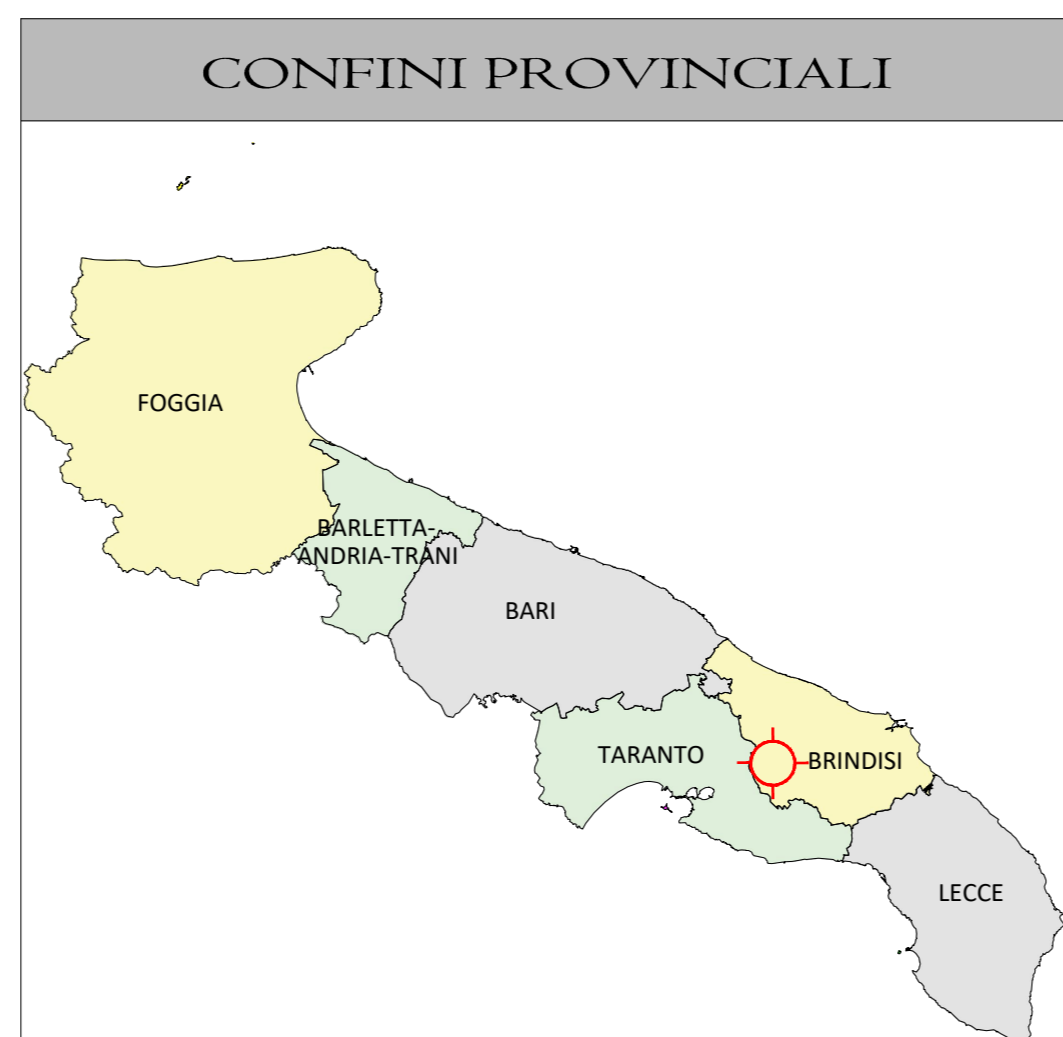 CONFINI PROVINCIALI
FOGGIA
BARLETTA-
ANDRIA-TRANI
BARI
TARANTO
BRINDISI
LECCE